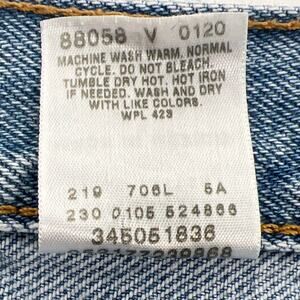 88058 V 0120
MACHINE WASH WARM. NORMAL
CYCLE. DO NOT BLEACH.
TUMBLE DRY HOT. HOT IRON
IF NEEDED. WASH AND DRY
WITH LIKE COLORS.
WPL 423
219 706L 5A
230 0105 524866
345051836